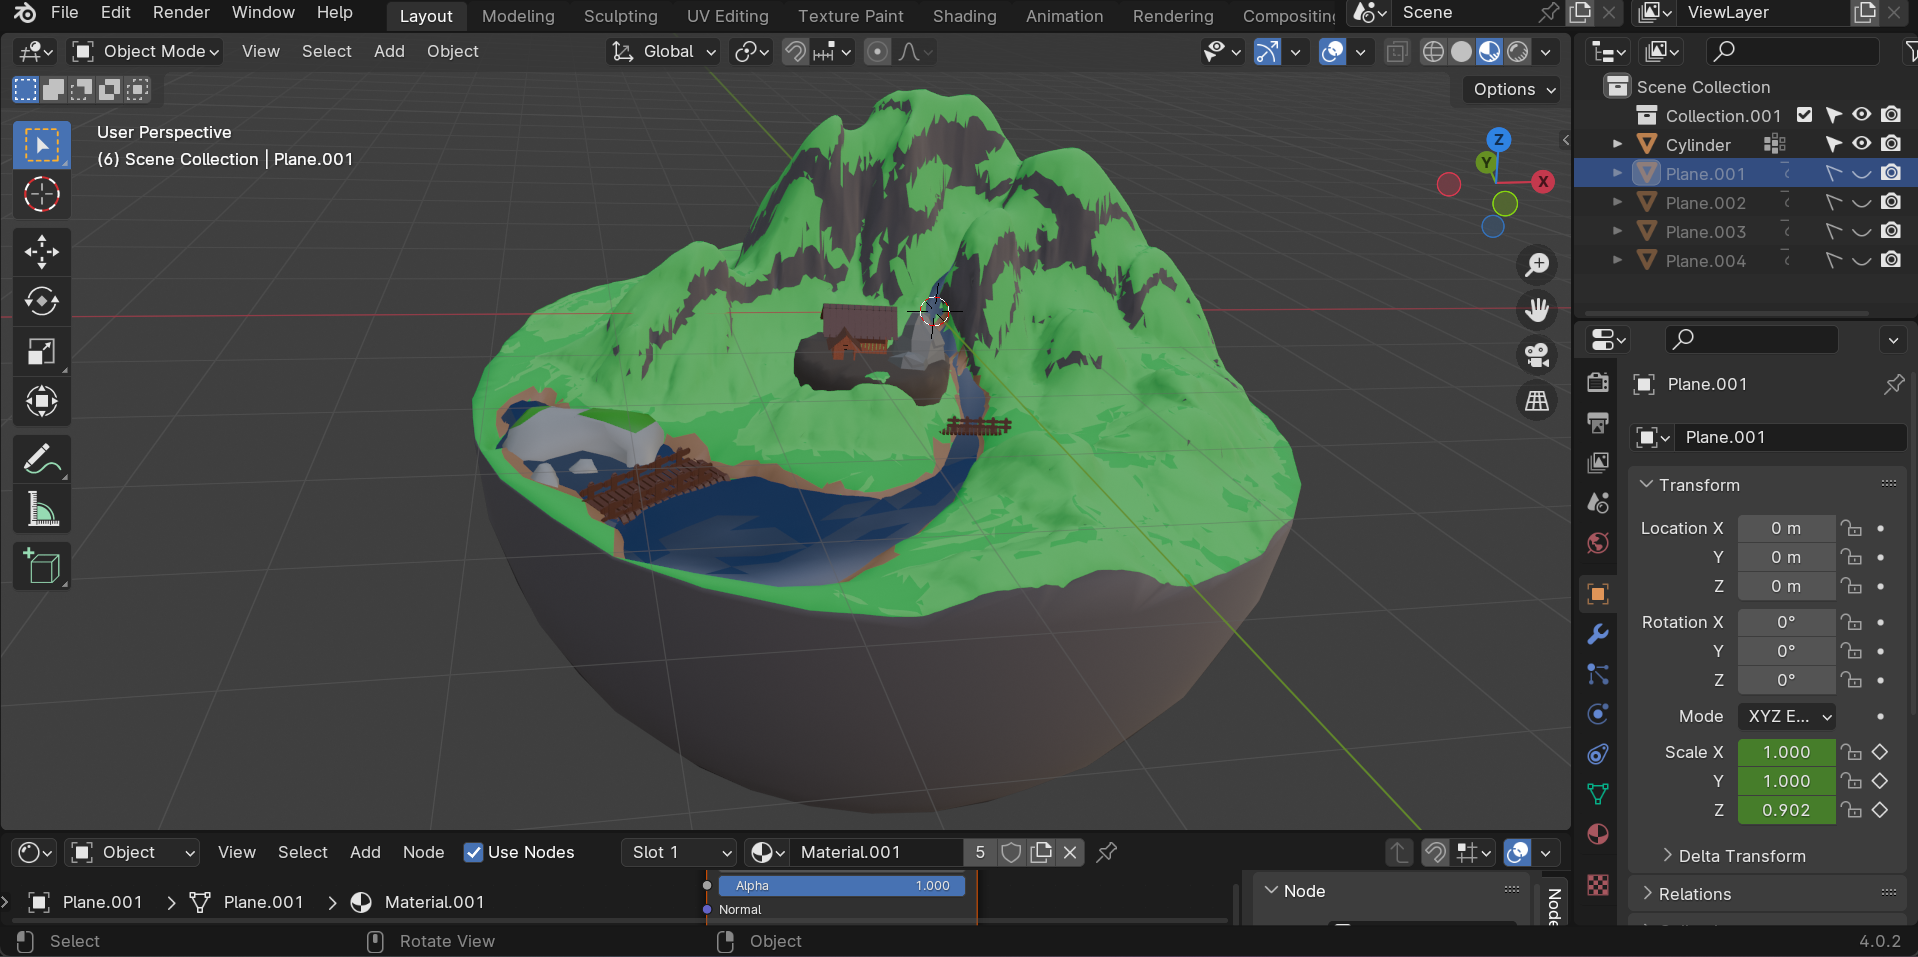 File Edit Render Window Help Layout Modeling Sculpting UV Editing Texture Paint Shading Animation Rendering Compositing Scene ViewLayer
Object Mode View Select Add Object Global
Options
User Perspective
(6) Scene Collection | Plane.001
Z
Y
X
Scene Collection
Collection.001
Cylinder
Plane.001
Plane.002
Plane.003
Plane.004
Plane.001
Plane.001
Transform
Location X 0 m
Y 0 m
Z 0 m
Rotation X 0°
Y 0°
Z 0°
Mode XYZ E...
Scale X 1.000
Y 1.000
Z 0.902
Delta Transform
Relations
Object View Select Add Node Use Nodes Slot 1 Material.001 5
Alpha 1.000
Normal
Plane.001 > Plane.001 > Material.001
Node
Node
Select Rotate View Object 4.0.2